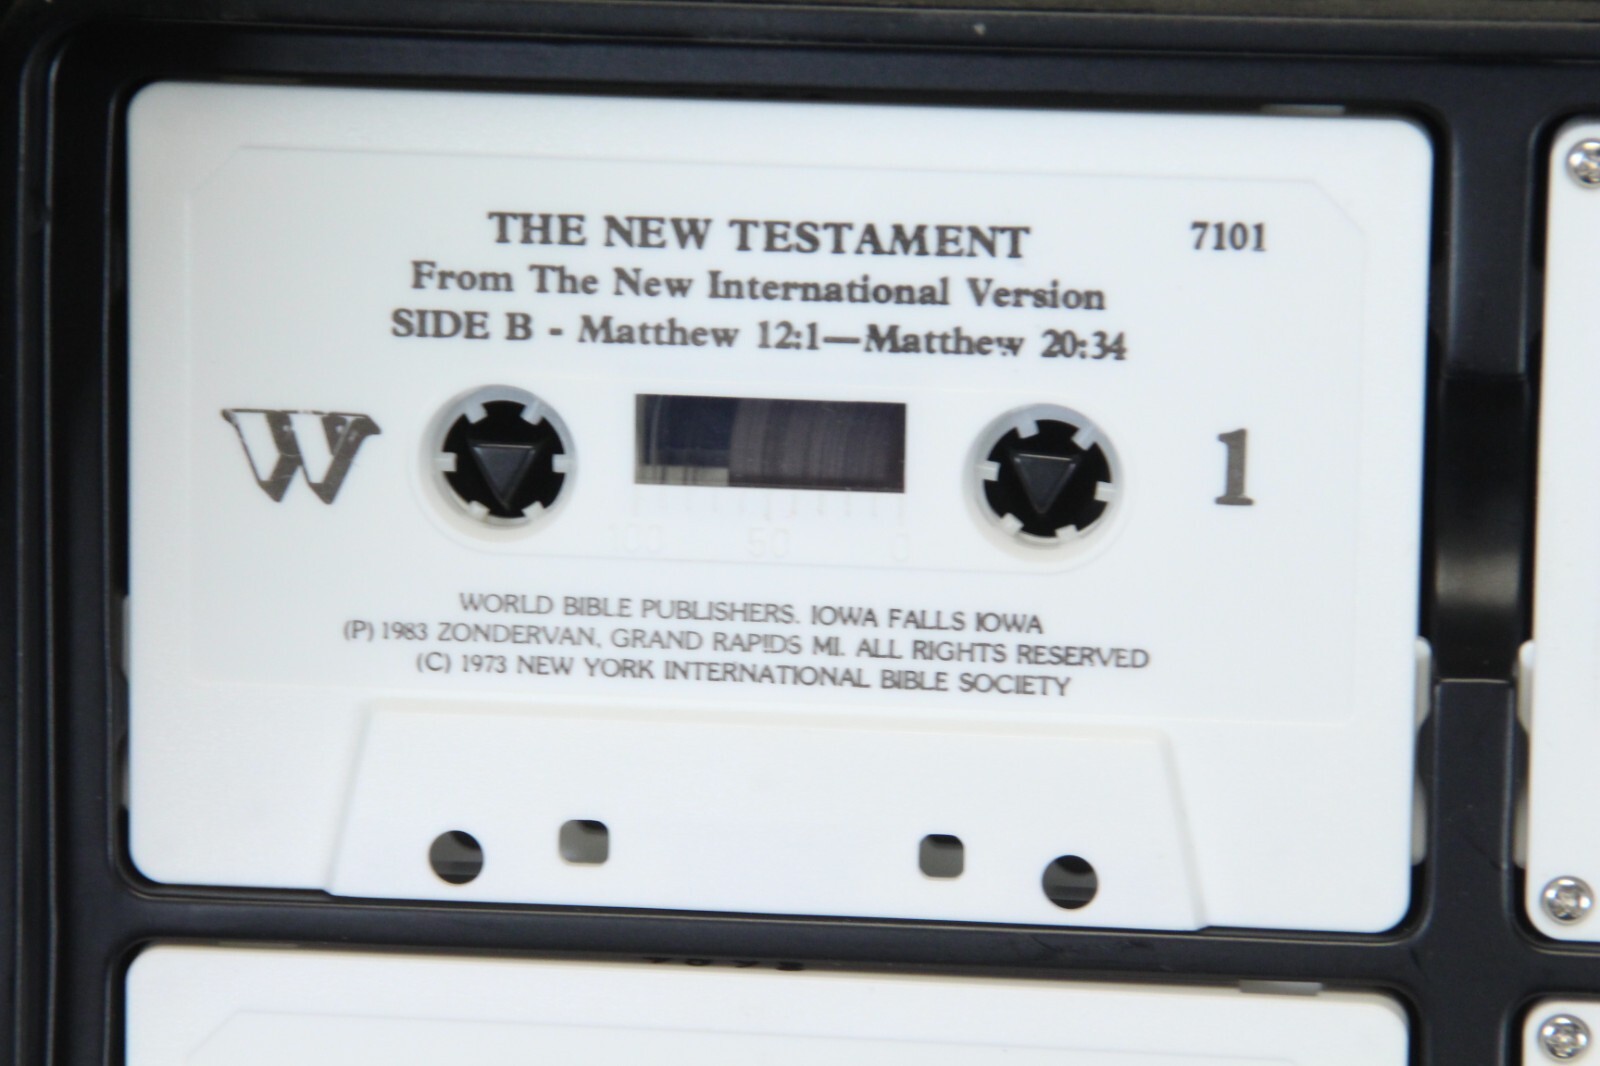 THE NEW TESTAMENT
7101
From The New International Version
SIDE B - Matthew 12:1—Matthew 20:34
W
1
100 50 0
WORLD BIBLE PUBLISHERS. IOWA FALLS IOWA
(P) 1983 ZONDERVAN, GRAND RAPIDS MI. ALL RIGHTS RESERVED
(C) 1973 NEW YORK INTERNATIONAL BIBLE SOCIETY